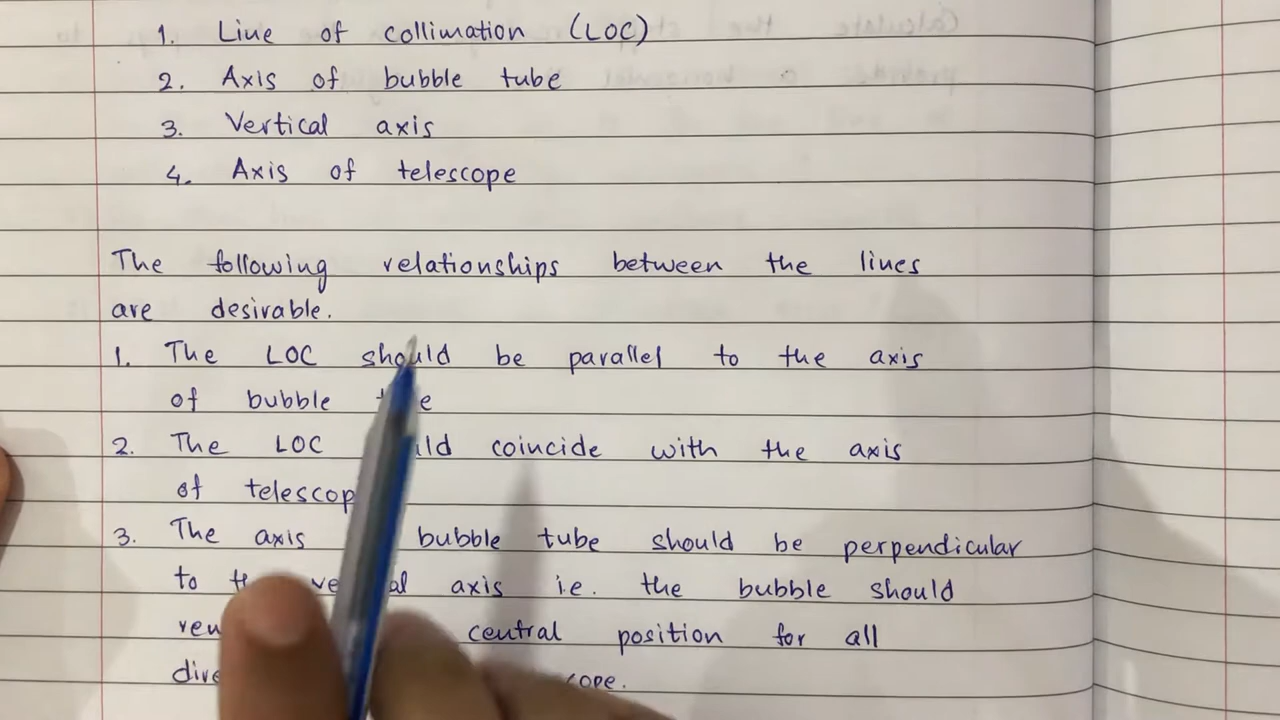 1. Line of collimation (LOC)
2. Axis of bubble tube
3. Vertical axis
4. Axis of telescope
The following relationships between the lines
are desirable.
1. The LOC should be parallel to the axis
of bubble
2. The LOC coincide with the axis
of
3. The axis bubble tube should be perpendicular
to axis i.e. the bubble should
central position for all